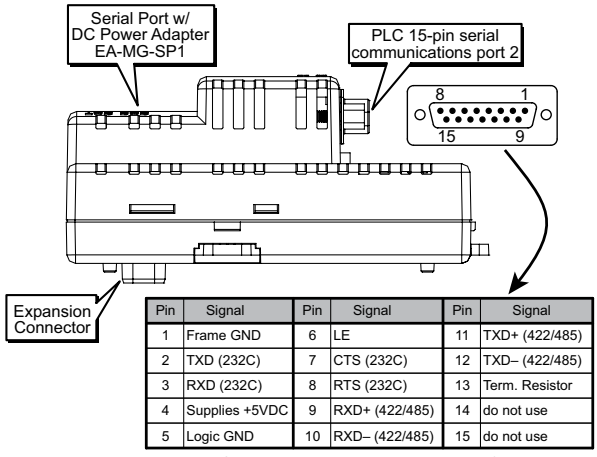 Serial Port w/
DC Power Adapter
EA-MG-SP1
PLC 15-pin serial
communications port 2
8 1
15 9
Expansion
Connector
Pin Signal Pin Signal Pin Signal
1 Frame GND 6 LE 11 TXD+ (422/485)
2 TXD (232C) 7 CTS (232C) 12 TXD– (422/485)
3 RXD (232C) 8 RTS (232C) 13 Term. Resistor
4 Supplies +5VDC 9 RXD+ (422/485) 14 do not use
5 Logic GND 10 RXD– (422/485) 15 do not use